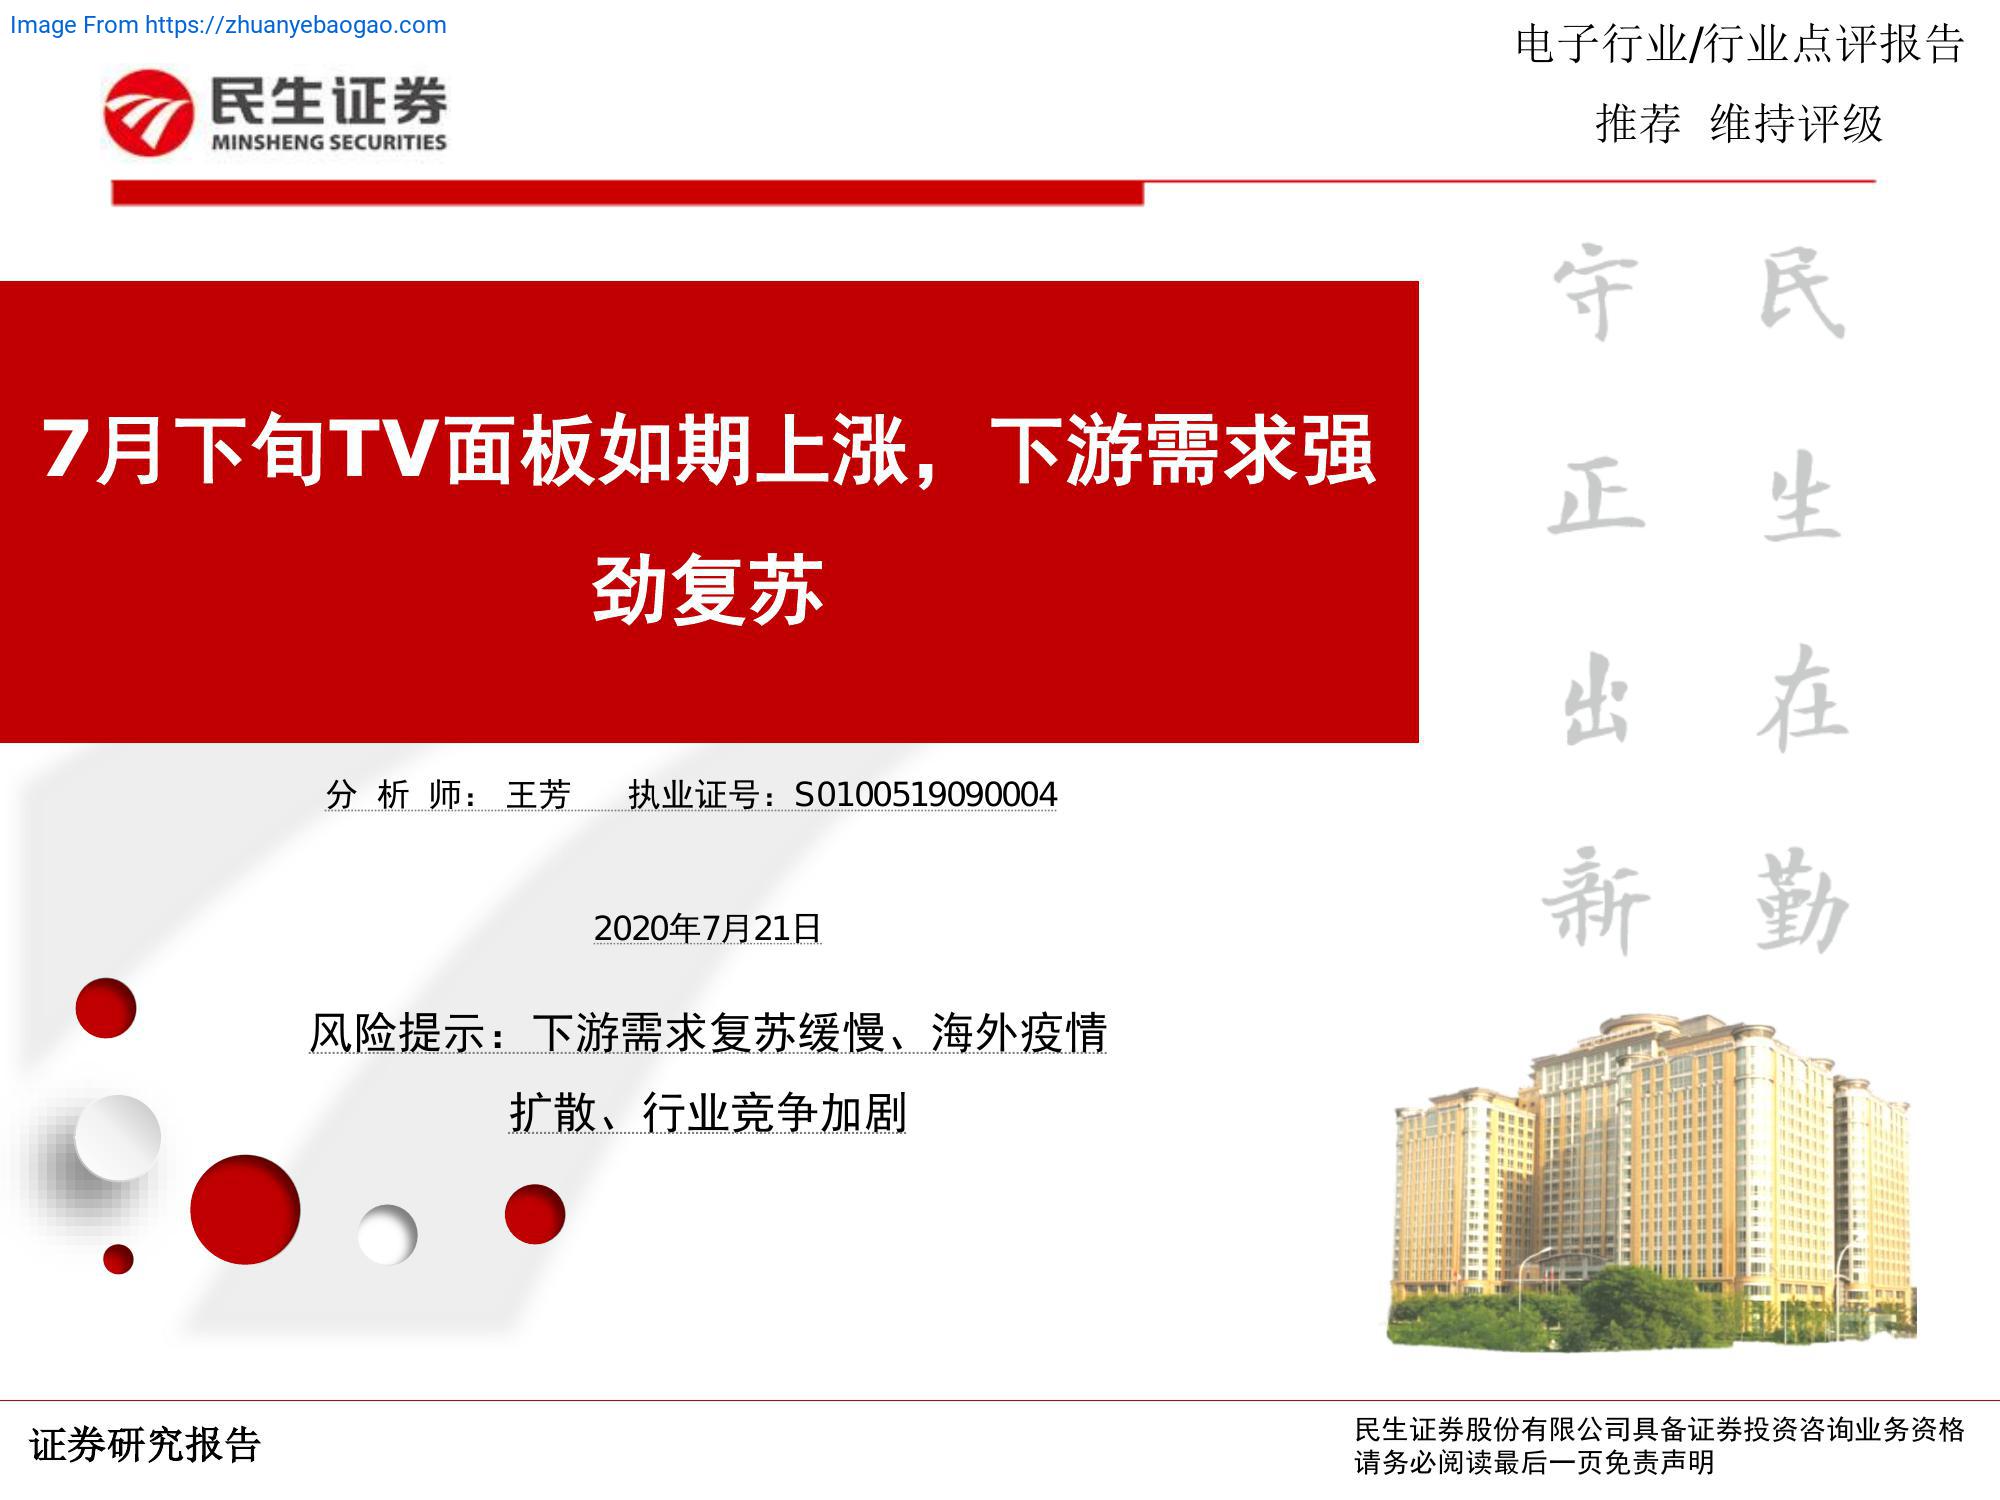 Image From https://zhuanyebaogao.com
电子行业/行业点评报告
民生证券
MINSHENG SECURITIES
推荐 维持评级
7月下旬TV面板如期上涨，下游需求强
劲复苏
民生在勤
守正出新
分 析 师： 王芳 执业证号：S0100519090004
2020年7月21日
风险提示：下游需求复苏缓慢、海外疫情
扩散、行业竞争加剧
证券研究报告
民生证券股份有限公司具备证券投资咨询业务资格
请务必阅读最后一页免责声明